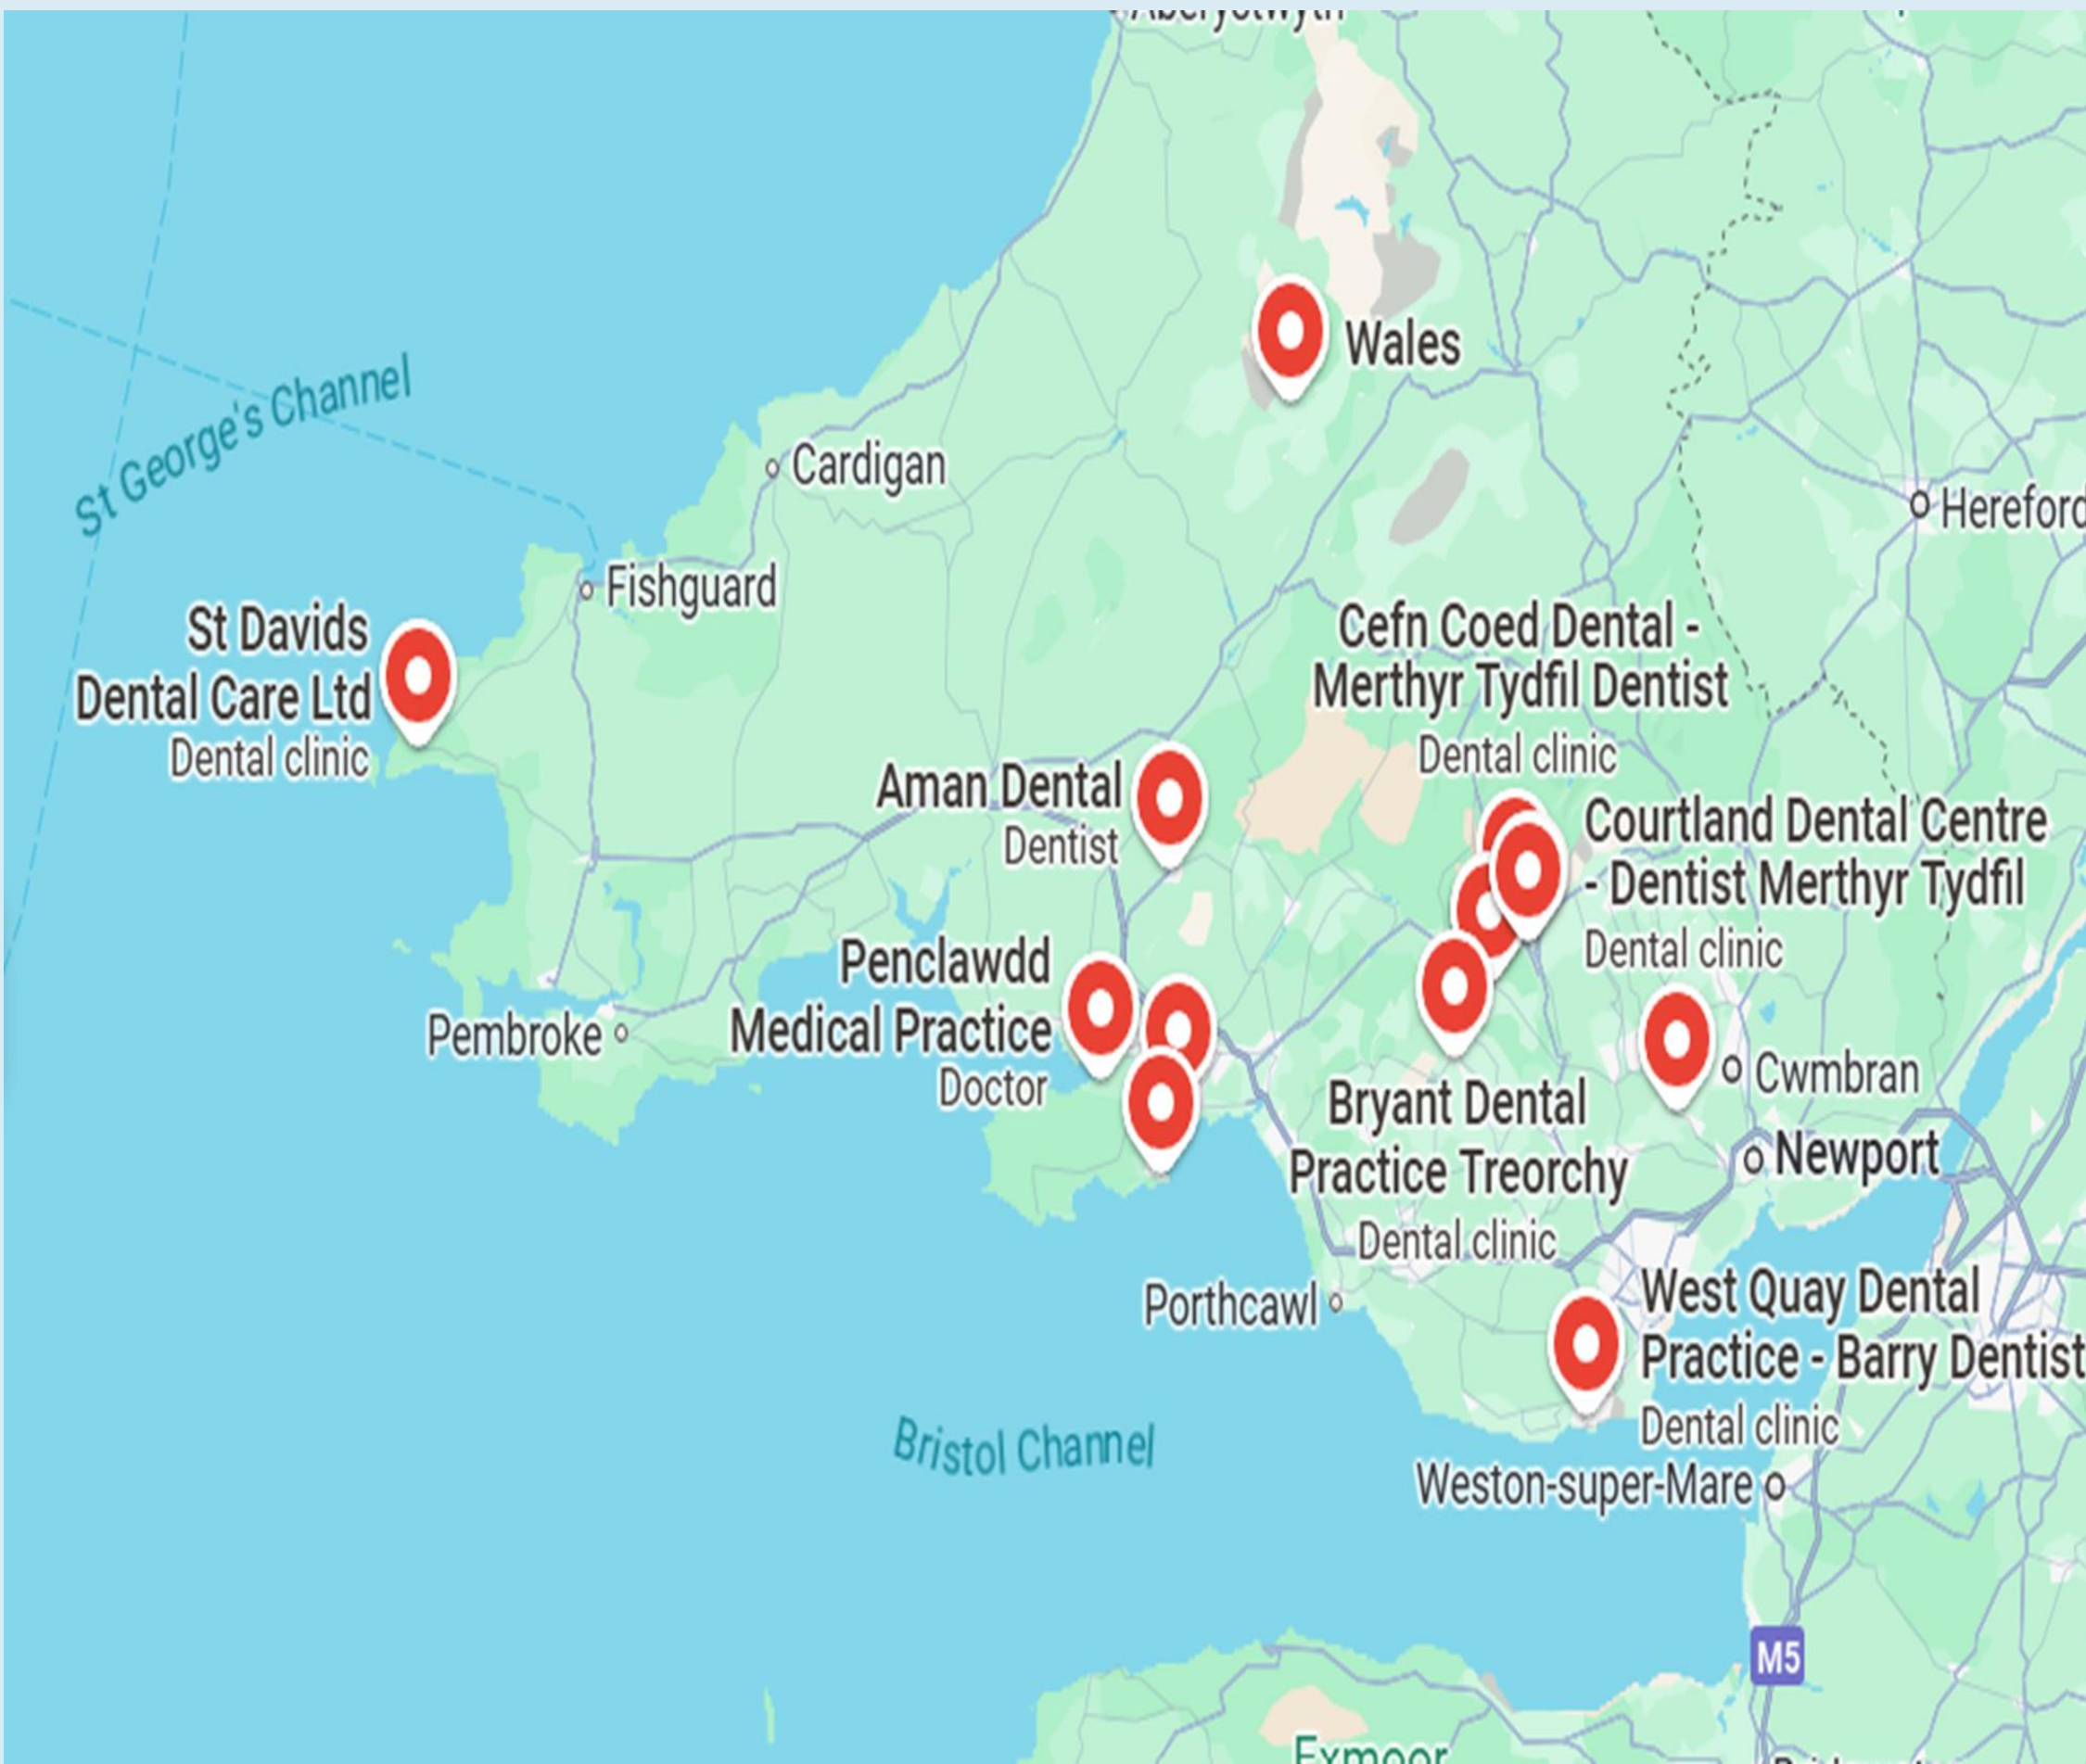 Aberystwyth
Wales
St George's Channel
Cardigan
Hereford
Fishguard
St Davids
Dental Care Ltd
Dental clinic
Cefn Coed Dental -
Merthyr Tydfil Dentist
Dental clinic
Aman Dental
Dentist
Courtland Dental Centre
- Dentist Merthyr Tydfil
Dental clinic
Penclawdd
Medical Practice
Doctor
Pembroke
Cwmbran
Bryant Dental
Practice Treorchy
Dental clinic
Newport
Porthcawl
West Quay Dental
Practice - Barry Dentist
Dental clinic
Bristol Channel
Weston-super-Mare
M5
Exmoor